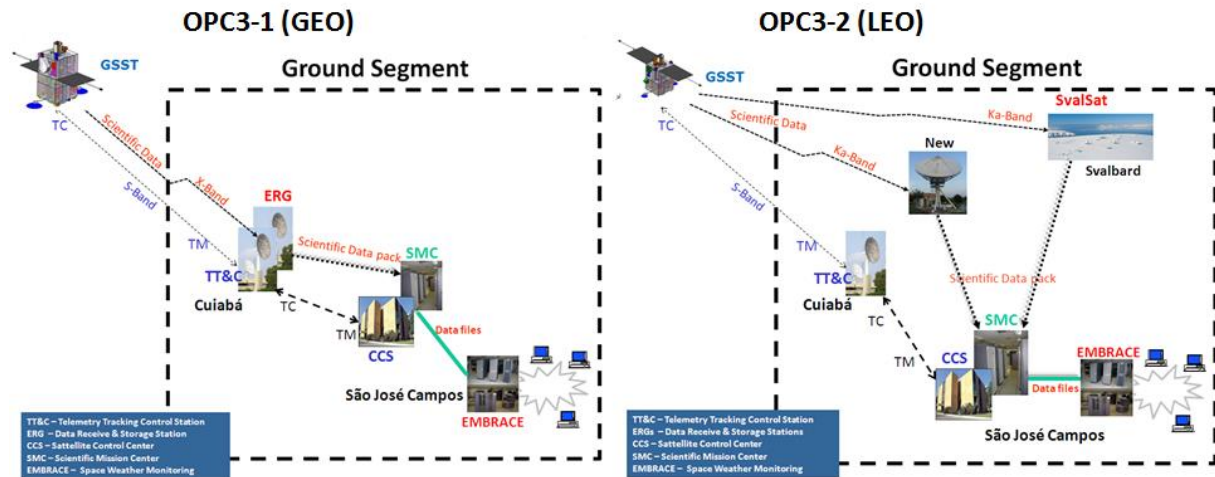 OPC3-1 (GEO)
GSST
Ground Segment
TC
Scientific Data
X-Band
S-Band
ERG
TM
TT&C
Cuiabá
Scientific Data pack
SMC
TC
TM
CCS
Data files
São José Campos
EMBRACE
TT&C – Telemetry Tracking Control Station
ERG – Data Receive & Storage Station
CCS – Sattellite Control Center
SMC – Scientific Mission Center
EMBRACE – Space Weather Monitoring
OPC3-2 (LEO)
GSST
Ground Segment
SvalSat
TC
Scientific Data
Ka-Band
Ka-Band
New
Svalbard
S-Band
TM
TT&C
Cuiabá
Scientific Data pack
TC
TM
SMC
CCS
EMBRACE
Data files
São José Campos
TT&C – Telemetry Tracking Control Station
ERGs – Data Receive & Storage Stations
CCS – Sattellite Control Center
SMC – Scientific Mission Center
EMBRACE – Space Weather Monitoring